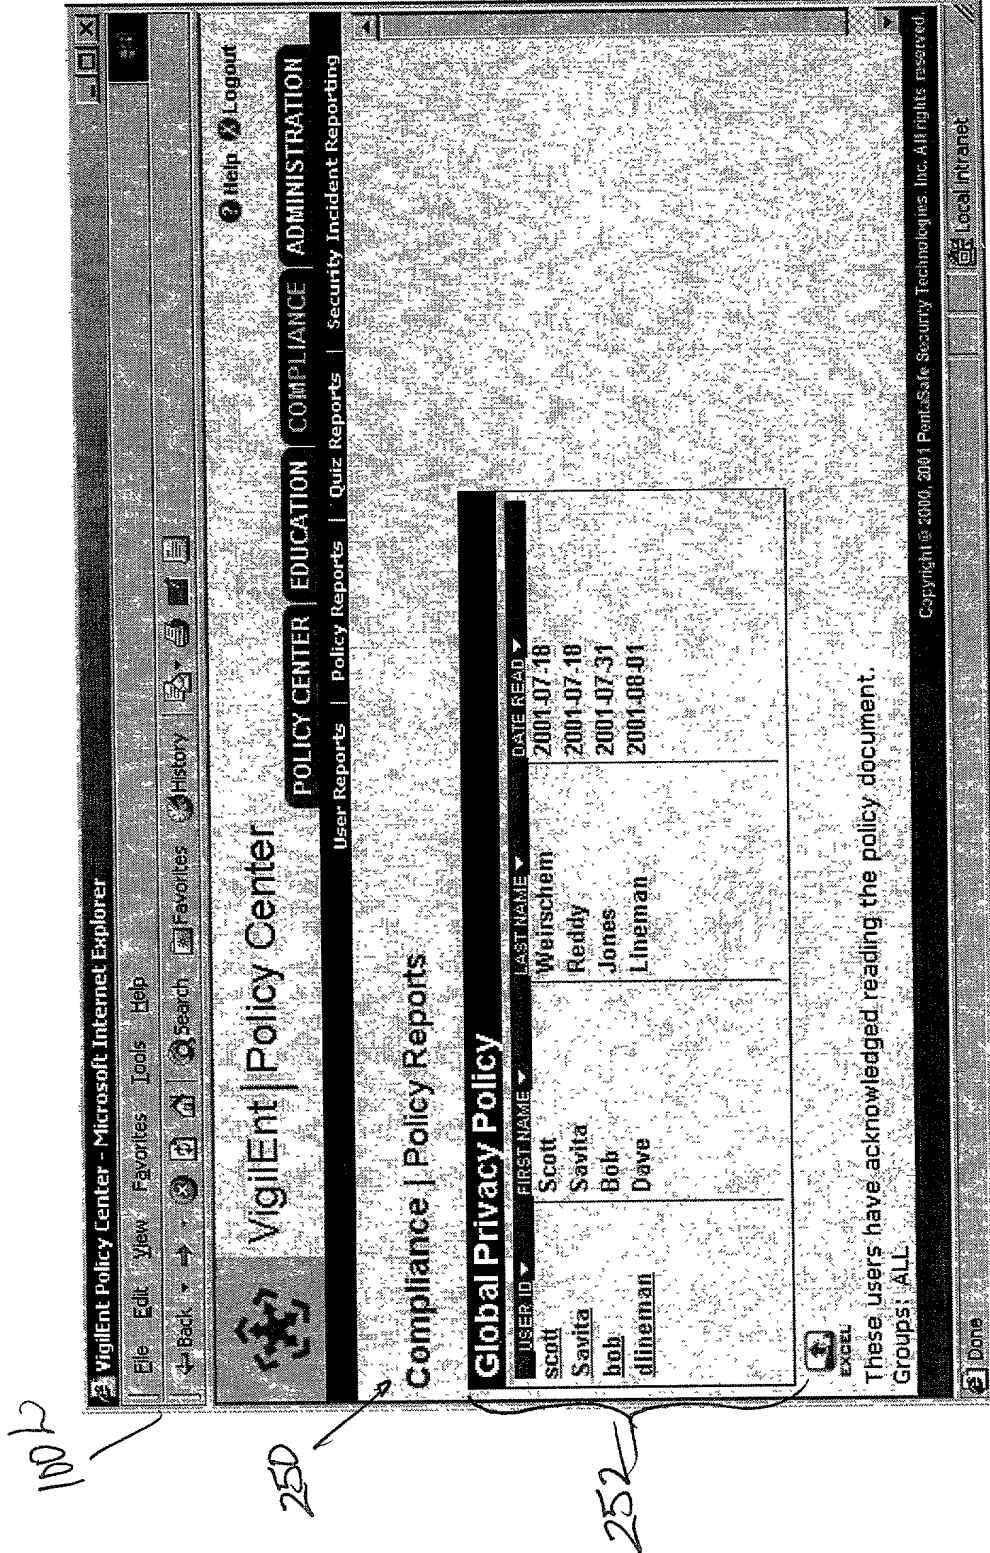 100L
VigilEnt Policy Center - Microsoft Internet Explorer
File Edit View Favorites Tools Help
Back Search Favorites History
Help Logout
VigilEnt | Policy Center
POLICY CENTER | EDUCATION | COMPLIANCE | ADMINISTRATION
User Reports | Policy Reports | Quiz Reports | Security Incident Reporting
250
Compliance | Policy Reports
Global Privacy Policy
USER ID FIRST NAME LAST NAME DATE READ
scott Scott Weirschem 2001-07-18
Savita Savita Reddy 2001-07-18
bob Bob Jones 2001-07-31
dlineman Dave Lineman 2001-08-01
252
EXCEL
These users have acknowledged reading the policy document.
Groups: ALL
Copyright © 2000, 2001 PentaSafe Security Technologies, Inc. All rights reserved.
Done Local intranet